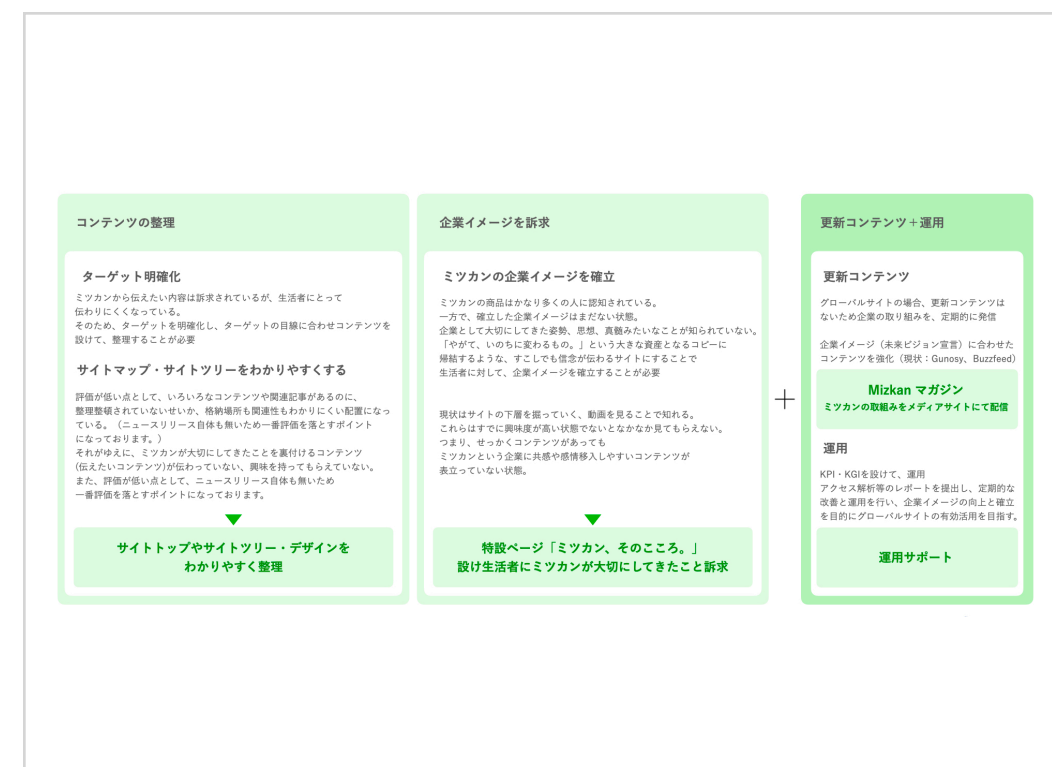 コンテンツの整理
ターゲット明確化
ミツカンから伝えたい内容は訴求されているが、生活者にとって
伝わりにくくなっている。
そのため、ターゲットを明確化し、ターゲットの目線に合わせコンテンツを
設けて、整理することが必要
サイトマップ・サイトツリーをわかりやすくする
評価が低い点として、いろいろなコンテンツや関連記事があるのに、
整理整頓されていないせいか、格納場所も関連性もわかりにくい配置になっ
ている。（ニュースリリース自体も無いため一番評価を落とすポイント
になっております。）
それがゆえに、ミツカンが大切にしてきたことを裏付けるコンテンツ
(伝えたいコンテンツ)が伝わっていない、興味を持ってもらえていない。
また、評価が低い点として、ニュースリリース自体も無いため
一番評価を落とすポイントになっております。
サイトトップやサイトツリー・デザインを
わかりやすく整理
企業イメージを訴求
ミツカンの企業イメージを確立
ミツカンの商品はかなり多くの人に認知されている。
一方で、確立した企業イメージはまだない状態。
企業として大切にしてきた姿勢、思想、真髄みたいなことが知られていない。
「やがて、いのちに変わるもの。」という大きな資産となるコピーに
帰結するような、すこしでも信念が伝わるサイトにすることで
生活者に対して、企業イメージを確立することが必要
現状はサイトの下層を掘っていく、動画を見ることで知れる。
これらはすでに興味度が高い状態でないとなかなか見てもらえない。
つまり、せっかくコンテンツがあっても
ミツカンという企業に共感や感情移入しやすいコンテンツが
表立っていない状態。
特設ページ「ミツカン、そのこころ。」
設け生活者にミツカンが大切にしてきたこと訴求
＋
更新コンテンツ＋運用
更新コンテンツ
グローバルサイトの場合、更新コンテンツは
ないため企業の取り組みを、定期的に発信
企業イメージ（未来ビジョン宣言）に合わせた
コンテンツを強化（現状：Gunosy、Buzzfeed）
Mizkan マガジン
ミツカンの取組みをメディアサイトにて配信
運用
KPI・KGIを設けて、運用
アクセス解析等のレポートを提出し、定期的な
改善と運用を行い、企業イメージの向上と確立
を目的にグローバルサイトの有効活用を目指す。
運用サポート